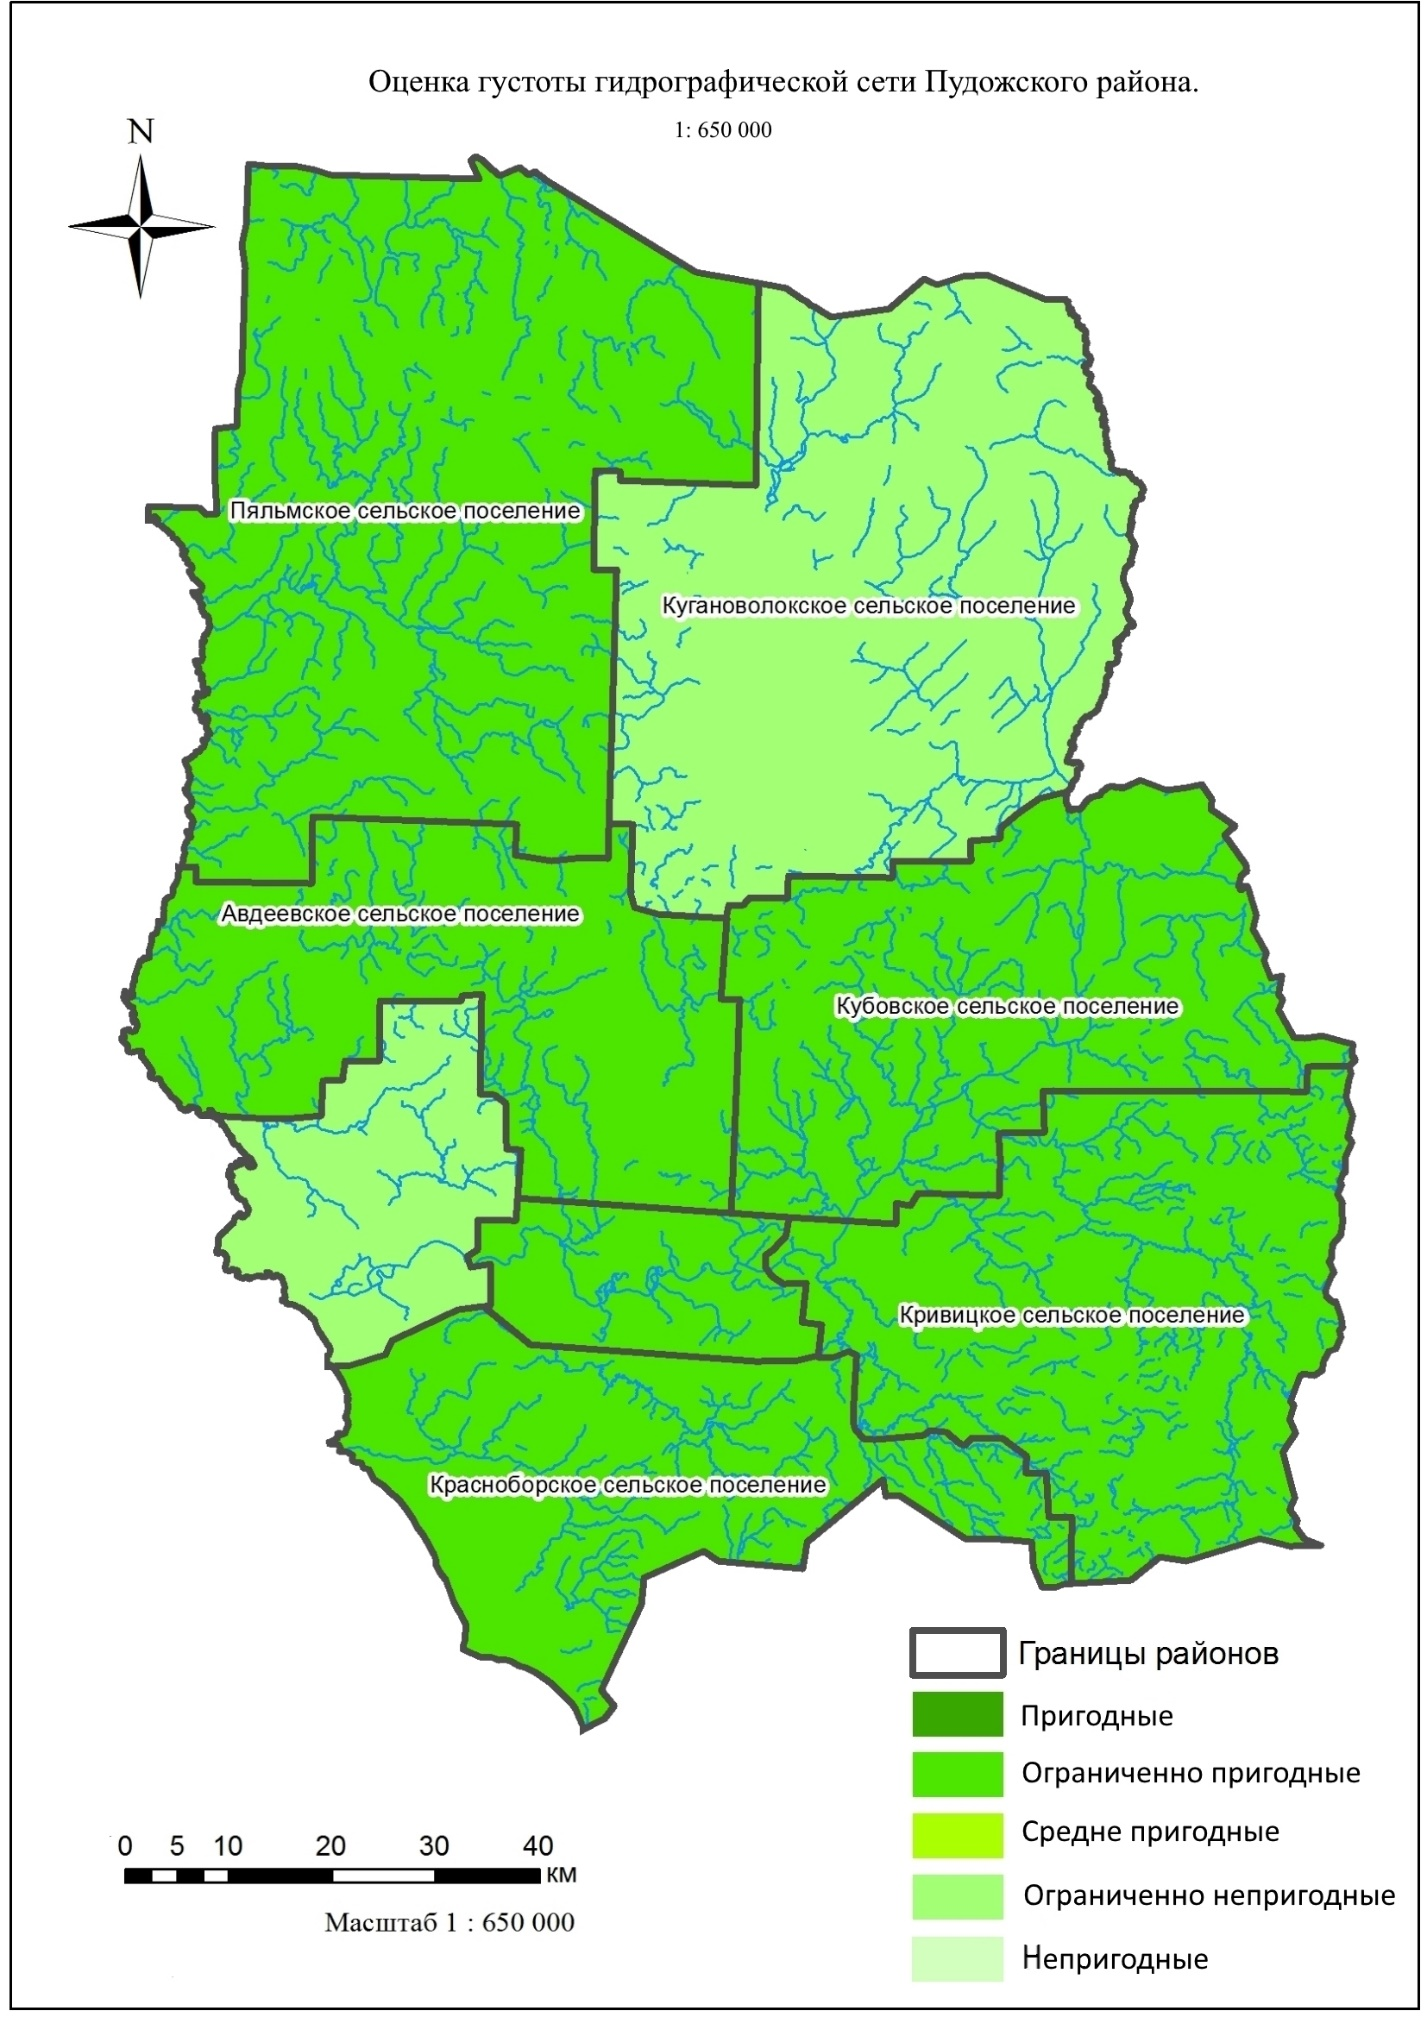 Оценка густоты гидрографической сети Пудожского района.
1: 650 000
N
Пяльмское сельское поселение
Кугановолокское сельское поселение
Авдеевское сельское поселение
Кубовское сельское поселение
Кривицкое сельское поселение
Красноборское сельское поселение
Границы районов
Пригодные
Ограниченно пригодные
Средне пригодные
Ограниченно непригодные
Непригодные
0 5 10 20 30 40
км
Масштаб 1 : 650 000